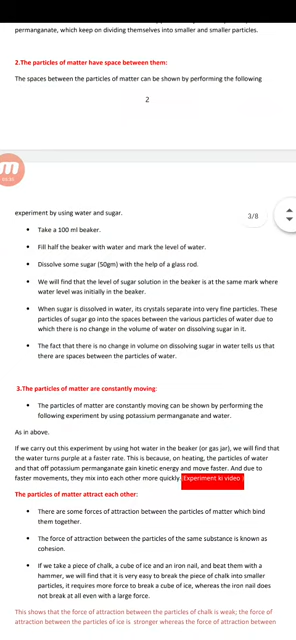 permanganate, which keep on dividing themselves into smaller and smaller particles.
2.The particles of matter have space between them:
The spaces between the particles of matter can be shown by performing the following
2
3/8
experiment by using water and sugar.
• Take a 100 ml beaker.
• Fill half the beaker with water and mark the level of water.
• Dissolve some sugar (50gm) with the help of a glass rod.
• We will find that the level of sugar solution in the beaker is at the same mark where
water level was initially in the beaker.
• When sugar is dissolved in water, its crystals separate into very fine particles. These
particles of sugar go into the spaces between the various particles of water due to
which there is no change in the volume of water on dissolving sugar in it.
• The fact that there is no change in volume on dissolving sugar in water tells us that
there are spaces between the particles of water.
3.The particles of matter are constantly moving:
• The particles of matter are constantly moving can be shown by performing the
following experiment by using potassium permanganate and water.
As in above.
If we carry out this experiment by using hot water in the beaker (or gas jar), we will find that
the water turns purple at a faster rate. This is because, on heating, the particles of water
and that off potassium permanganate gain kinetic energy and move faster. And due to
faster movements, they mix into each other more quickly.(Experiment ki video )
The particles of matter attract each other:
• There are some forces of attraction between the particles of matter which bind
them together.
• The force of attraction between the particles of the same substance is known as
cohesion.
• If we take a piece of chalk, a cube of ice and an iron nail, and beat them with a
hammer, we will find that it is very easy to break the piece of chalk into smaller
particles, it requires more force to break a cube of ice, whereas the iron nail does
not break at all even with a large force.
This shows that the force of attraction between the particles of chalk is weak; the force of
attraction between the particles of ice is stronger whereas the force of attraction between